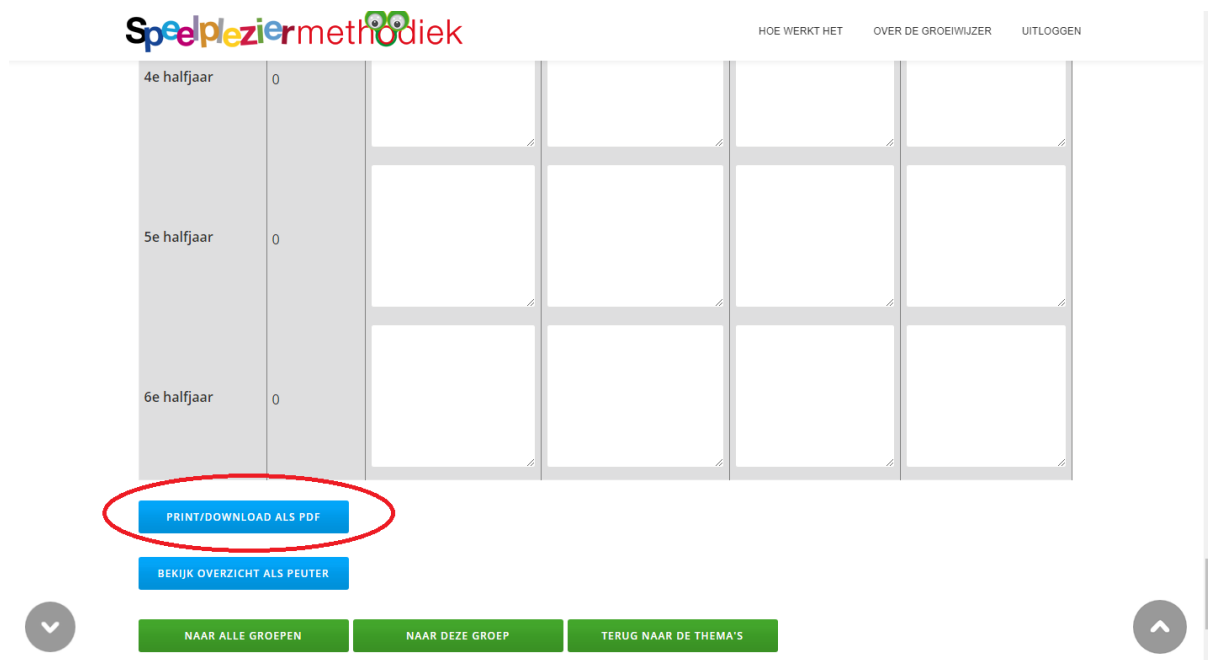 Speelpleziermethodiek
HOE WERKT HET OVER DE GROEIWIJZER UITLOGGEN
4e halfjaar 0
5e halfjaar 0
6e halfjaar 0
PRINT/DOWNLOAD ALS PDF
BEKIJK OVERZICHT ALS PEUTER
NAAR ALLE GROEPEN NAAR DEZE GROEP TERUG NAAR DE THEMA'S